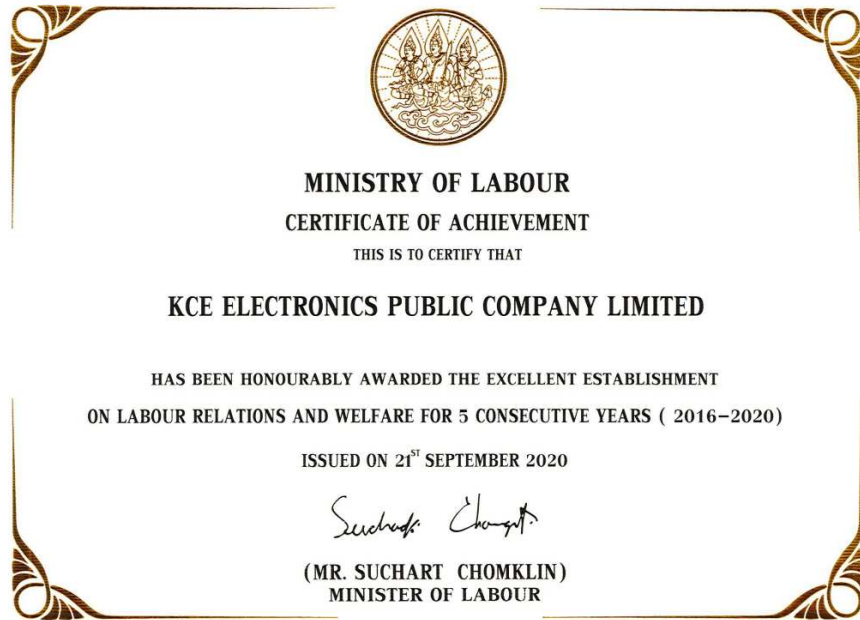 MINISTRY OF LABOUR
CERTIFICATE OF ACHIEVEMENT
THIS IS TO CERTIFY THAT
KCE ELECTRONICS PUBLIC COMPANY LIMITED
HAS BEEN HONOURABLY AWARDED THE EXCELLENT ESTABLISHMENT
ON LABOUR RELATIONS AND WELFARE FOR 5 CONSECUTIVE YEARS ( 2016-2020)
ISSUED ON 21ST SEPTEMBER 2020
(MR. SUCHART CHOMKLIN)
MINISTER OF LABOUR